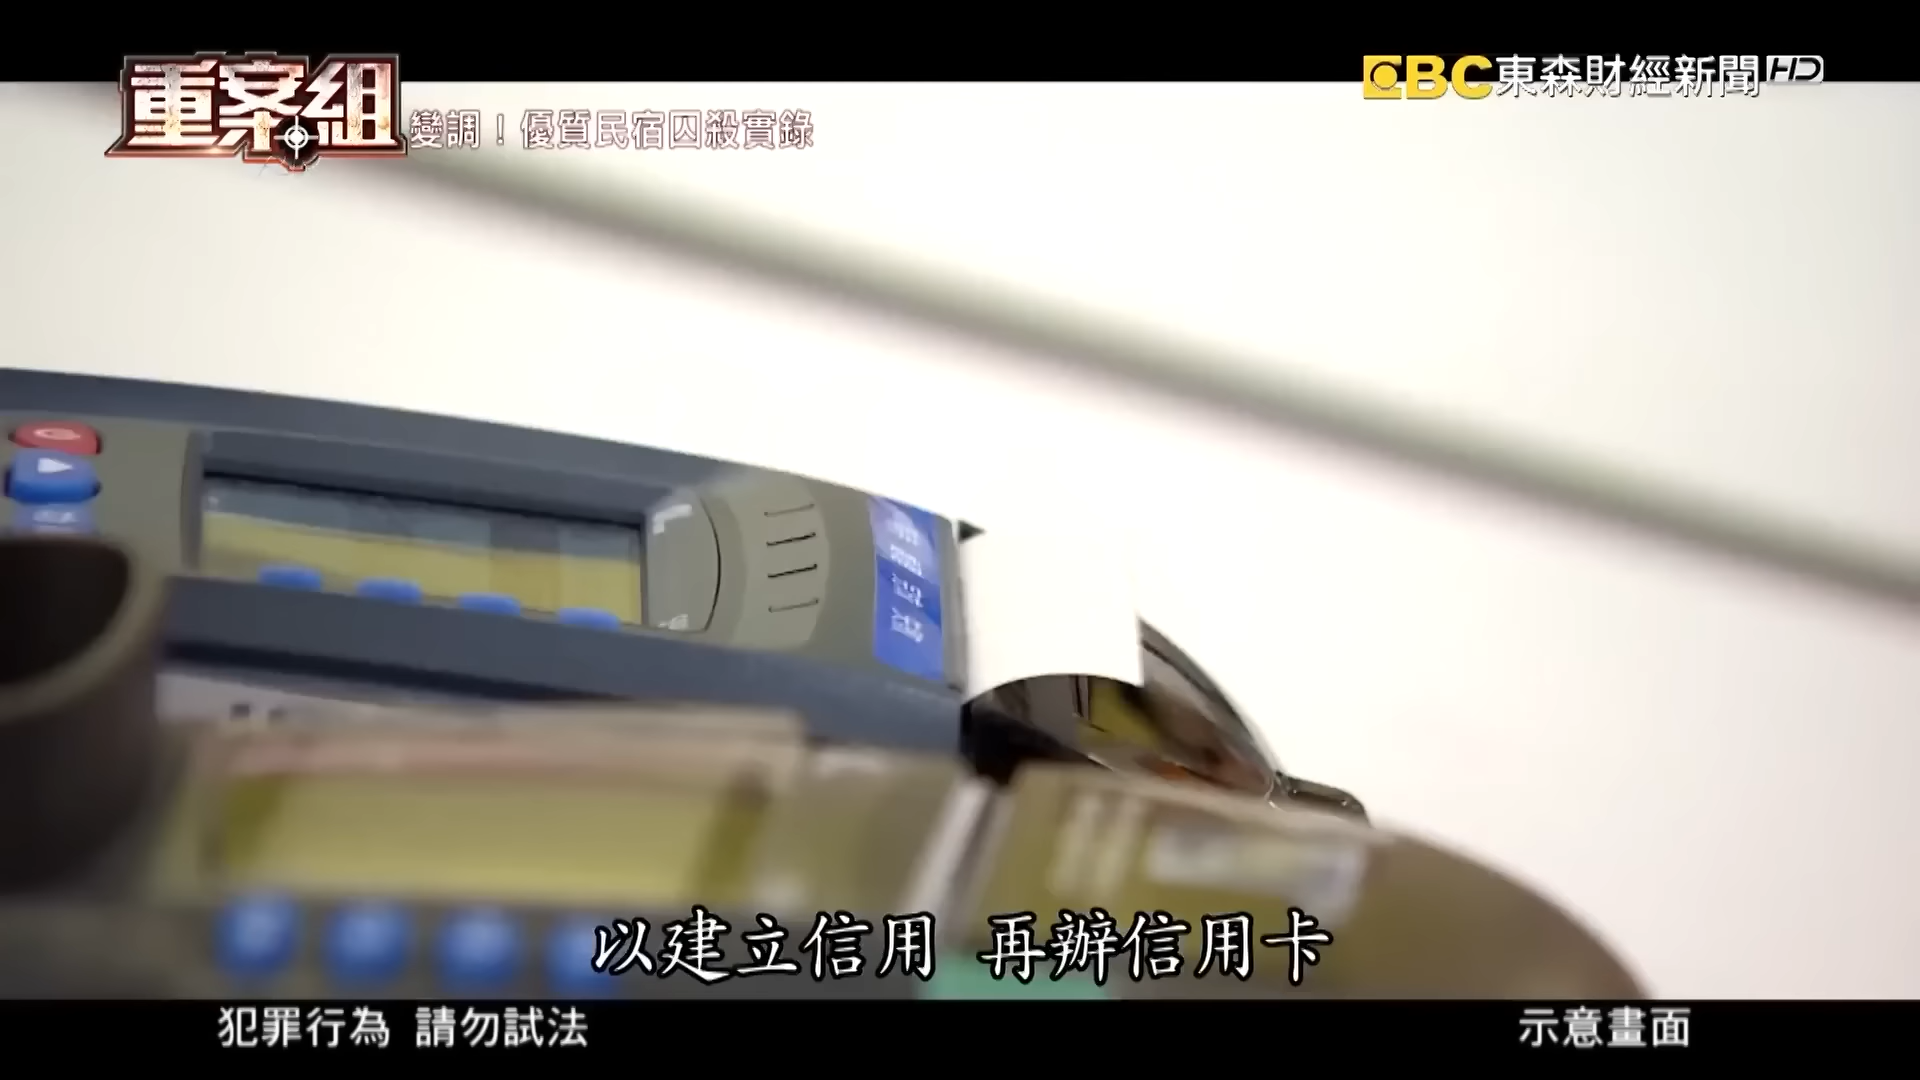 重案組
EBC東森財經新聞HD
變調！優質民宿囚殺實錄
以建立信用 再辦信用卡
犯罪行為 請勿試法
示意畫面